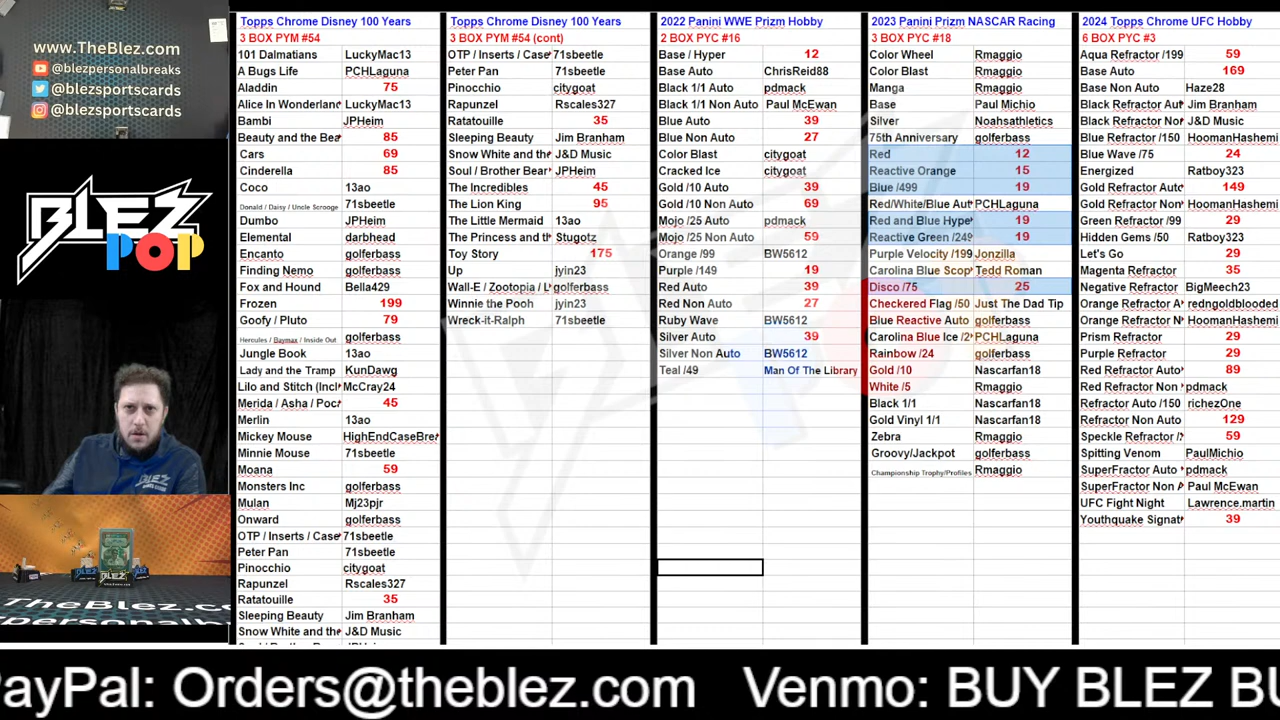 www.TheBlez.com
@blezpersonalbreaks
@blezsportscards
BLEZ
POP
BLEZ
TheBlez.co
Topps Chrome Disney 100 Years
3 BOX PYM #54
101 Dalmatians LuckyMac13
A Bugs Life PCHLaguna
Aladdin 75
Alice In Wonderlan LuckyMac13
Bambi JPHeim
Beauty and the Bea 85
Cars 69
Cinderella 85
Coco 13ao
Donald / Daisy / Uncle Scrooge 71sbeetle
Dumbo JPHeim
Elemental darbhead
Encanto golferbass
Finding Nemo golferbass
Fox and Hound Bella429
Frozen 199
Goofy / Pluto 79
Hercules / Baymax / Inside Out golferbass
Jungle Book 13ao
Lady and the Tramp KunDawg
Lilo and Stitch (Incl McCray24
Merida / Asha / Poca 45
Merlin 13ao
Mickey Mouse HighEndCaseBre
Minnie Mouse 71sbeetle
Moana 59
Monsters Inc golferbass
Mulan Mj23pjr
Onward golferbass
OTP / Inserts / Case 71sbeetle
Peter Pan 71sbeetle
Pinocchio citygoat
Rapunzel Rscales327
Ratatouille 35
Sleeping Beauty Jim Branham
Snow White and the J&D Music
Topps Chrome Disney 100 Years
3 BOX PYM #54 (cont)
OTP / Inserts / Case 71sbeetle
Peter Pan 71sbeetle
Pinocchio citygoat
Rapunzel Rscales327
Ratatouille 35
Sleeping Beauty Jim Branham
Snow White and the J&D Music
Soul / Brother Bear JPHeim
The Incredibles 45
The Lion King 95
The Little Mermaid 13ao
The Princess and th Stugotz
Toy Story 175
Up jyin23
Wall-E / Zootopia / golferbass
Winnie the Pooh jyin23
Wreck-it-Ralph 71sbeetle
2022 Panini WWE Prizm Hobby
2 BOX PYC #16
Base / Hyper 12
Base Auto ChrisReid88
Black 1/1 Auto pdmack
Black 1/1 Non Auto Paul McEwan
Blue Auto 39
Blue Non Auto 27
Color Blast citygoat
Cracked Ice citygoat
Gold /10 Auto 39
Gold /10 Non Auto 69
Mojo /25 Auto pdmack
Mojo /25 Non Auto 59
Orange /99 BW5612
Purple /149 19
Red Auto 39
Red Non Auto 27
Ruby Wave BW5612
Silver Auto 39
Silver Non Auto BW5612
Teal /49 Man Of The Library
2023 Panini Prizm NASCAR Racing
3 BOX PYC #18
Color Wheel Rmaggio
Color Blast Rmaggio
Manga Rmaggio
Base Paul Michio
Silver Noahsathletics
75th Anniversary golferbass
Red 12
Reactive Orange 15
Blue /499 19
Red/White/Blue Aut PCHLaguna
Red and Blue Hype 19
Reactive Green /249 19
Purple Velocity /199 Jonzilla
Carolina Blue Scop Tedd Roman
Disco /75 25
Checkered Flag /50 Just The Dad Tip
Blue Reactive Auto golferbass
Carolina Blue Ice /2 PCHLaguna
Rainbow /24 golferbass
Gold /10 Nascarfan18
White /5 Rmaggio
Black 1/1 Nascarfan18
Gold Vinyl 1/1 Nascarfan18
Zebra Rmaggio
Groovy/Jackpot golferbass
Championship Trophy/Profiles Rmaggio
2024 Topps Chrome UFC Hobby
6 BOX PYC #3
Aqua Refractor /199 59
Base Auto 169
Base Non Auto Haze28
Black Refractor Au Jim Branham
Black Refractor No J&D Music
Blue Refractor /150 HoomanHashemi
Blue Wave /75 24
Energized Ratboy323
Gold Refractor Aut 149
Gold Refractor Non HoomanHashemi
Green Refractor /99 29
Hidden Gems /50 Ratboy323
Let's Go 29
Magenta Refractor 35
Negative Refractor BigMeech23
Orange Refractor A redngoldblooded
Orange Refractor N HoomanHashemi
Prism Refractor 29
Purple Refractor 29
Red Refractor Auto 89
Red Refractor Non pdmack
Refractor Auto /150 richezOne
Refractor Non Auto 129
Speckle Refractor / 59
Spitting Venom PaulMichio
SuperFractor Auto pdmack
SuperFractor Non A Paul McEwan
UFC Fight Night Lawrence.martin
Youthquake Signat 39
PayPal: Orders@theblez.com Venmo: BUY BLEZ BU